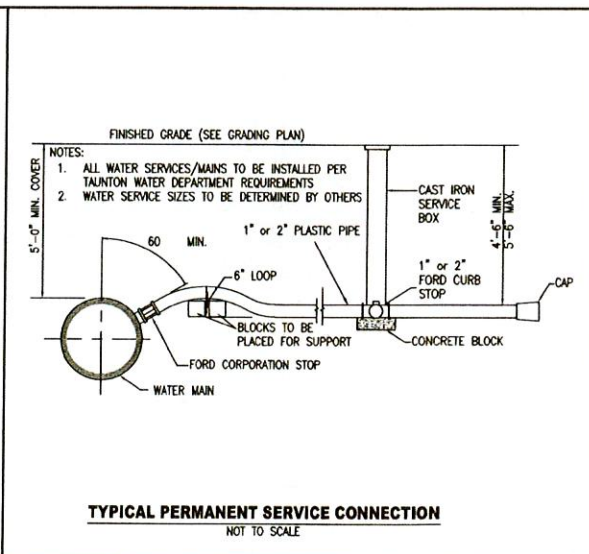 FINISHED GRADE (SEE GRADING PLAN)
NOTES:
1. ALL WATER SERVICES/MAINS TO BE INSTALLED PER
TAUNTON WATER DEPARTMENT REQUIREMENTS
2. WATER SERVICE SIZES TO BE DETERMINED BY OTHERS
5'-0" MIN. COVER
60 MIN.
1" or 2" PLASTIC PIPE
CAST IRON
SERVICE
BOX
4'-6" MIN.
5'-6" MAX.
6" LOOP
1" or 2"
FORD CURB
STOP
CAP
BLOCKS TO BE
PLACED FOR SUPPORT
CONCRETE BLOCK
FORD CORPORATION STOP
WATER MAIN
TYPICAL PERMANENT SERVICE CONNECTION
NOT TO SCALE